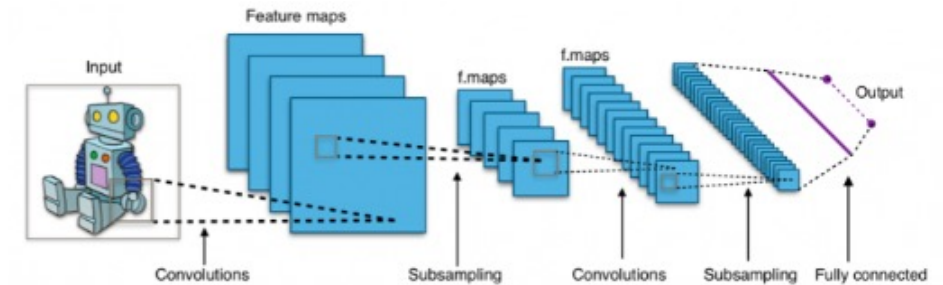 Feature maps
Input
f.maps
f.maps
Output
Convolutions
Subsampling
Convolutions
Subsampling
Fully connected